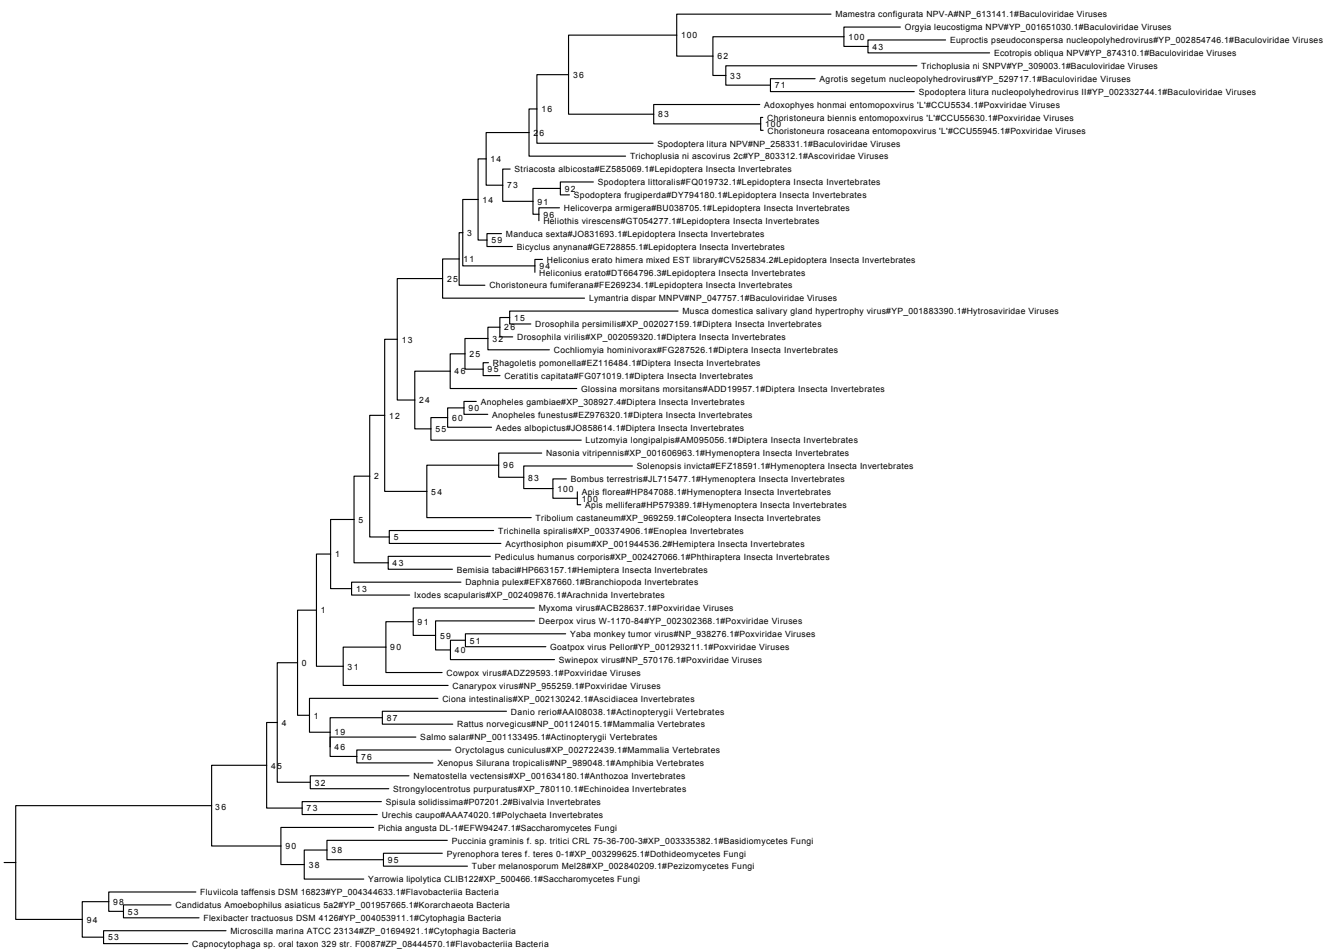 Mamestra configurata NPV-A#NP_613141.1#Baculoviridae Viruses
Orgyia leucostigma NPV#YP_001651030.1#Baculoviridae Viruses
100
100
Euproctis pseudoconspersa nucleopolyhedrovirus#YP_002854746.1#Baculoviridae Viruses
43
Ecotropis obliqua NPV#YP_874310.1#Baculoviridae Viruses
62
Trichoplusia ni SNPV#YP_309003.1#Baculoviridae Viruses
36
33
Agrotis segetum nucleopolyhedrovirus#YP_529717.1#Baculoviridae Viruses
71
Spodoptera litura nucleopolyhedrovirus II#YP_002332744.1#Baculoviridae Viruses
Adoxophyes honmai entomopoxvirus 'L'#CCU5534.1#Poxviridae Viruses
16
83
Choristoneura biennis entomopoxvirus 'L'#CCU55630.1#Poxviridae Viruses
100
Choristoneura rosaceana entomopoxvirus 'L'#CCU55945.1#Poxviridae Viruses
26
Spodoptera litura NPV#NP_258331.1#Baculoviridae Viruses
Trichoplusia ni ascovirus 2c#YP_803312.1#Ascoviridae Viruses
14
Striacosta albicosta#EZ585069.1#Lepidoptera Insecta Invertebrates
73
Spodoptera littoralis#FQ019732.1#Lepidoptera Insecta Invertebrates
92
Spodoptera frugiperda#DY794180.1#Lepidoptera Insecta Invertebrates
14
91
Helicoverpa armigera#BU038705.1#Lepidoptera Insecta Invertebrates
96
Heliothis virescens#GT054277.1#Lepidoptera Insecta Invertebrates
3
Manduca sexta#JO831693.1#Lepidoptera Insecta Invertebrates
59
Bicyclus anynana#GE728855.1#Lepidoptera Insecta Invertebrates
11
Heliconius erato himera mixed EST library#CV525834.2#Lepidoptera Insecta Invertebrates
94
Heliconius erato#DT664796.3#Lepidoptera Insecta Invertebrates
25
Choristoneura fumiferana#FE269234.1#Lepidoptera Insecta Invertebrates
Lymantria dispar MNPV#NP_047757.1#Baculoviridae Viruses
Musca domestica salivary gland hypertrophy virus#YP_001883390.1#Hytrosaviridae Viruses
15
Drosophila persimilis#XP_002027159.1#Diptera Insecta Invertebrates
26
Drosophila virilis#XP_002059320.1#Diptera Insecta Invertebrates
32
13
Cochliomyia hominivorax#FG287526.1#Diptera Insecta Invertebrates
25
Rhagoletis pomonella#EZ116484.1#Diptera Insecta Invertebrates
46
95
Ceratitis capitata#FG071019.1#Diptera Insecta Invertebrates
Glossina morsitans morsitans#ADD19957.1#Diptera Insecta Invertebrates
24
Anopheles gambiae#XP_308927.4#Diptera Insecta Invertebrates
90
12
60
Anopheles funestus#EZ976320.1#Diptera Insecta Invertebrates
55
Aedes albopictus#JO858614.1#Diptera Insecta Invertebrates
Lutzomyia longipalpis#AM095056.1#Diptera Insecta Invertebrates
Nasonia vitripennis#XP_001606963.1#Hymenoptera Insecta Invertebrates
96
Solenopsis invicta#EFZ18591.1#Hymenoptera Insecta Invertebrates
2
83
Bombus terrestris#JL715477.1#Hymenoptera Insecta Invertebrates
54
100
Apis florea#HP847088.1#Hymenoptera Insecta Invertebrates
100
Apis mellifera#HP579389.1#Hymenoptera Insecta Invertebrates
5
Tribolium castaneum#XP_969259.1#Coleoptera Insecta Invertebrates
Trichinella spiralis#XP_003374906.1#Enoplea Invertebrates
5
Acyrthosiphon pisum#XP_001944536.2#Hemiptera Insecta Invertebrates
1
Pediculus humanus corporis#XP_002427066.1#Phthiraptera Insecta Invertebrates
43
Bemisia tabaci#HP663157.1#Hemiptera Insecta Invertebrates
Daphnia pulex#EFX87660.1#Branchiopoda Invertebrates
13
Ixodes scapularis#XP_002409876.1#Arachnida Invertebrates
1
Myxoma virus#ACB28637.1#Poxviridae Viruses
91
Deerpox virus W-1170-84#YP_002302368.1#Poxviridae Viruses
59
Yaba monkey tumor virus#NP_938276.1#Poxviridae Viruses
51
90
40
Goatpox virus Pellor#YP_001293211.1#Poxviridae Viruses
0
31
Swinepox virus#NP_570176.1#Poxviridae Viruses
Cowpox virus#ADZ29593.1#Poxviridae Viruses
Canarypox virus#NP_955259.1#Poxviridae Viruses
Ciona intestinalis#XP_002130242.1#Ascidiacea Invertebrates
1
Danio rerio#AAI08038.1#Actinopterygii Vertebrates
87
4
Rattus norvegicus#NP_001124015.1#Mammalia Vertebrates
19
Salmo salar#NP_001133495.1#Actinopterygii Vertebrates
46
Oryctolagus cuniculus#XP_002722439.1#Mammalia Vertebrates
76
Xenopus Silurana tropicalis#NP_989048.1#Amphibia Vertebrates
45
Nematostella vectensis#XP_001634180.1#Anthozoa Invertebrates
32
Strongylocentrotus purpuratus#XP_780110.1#Echinoidea Invertebrates
36
Spisula solidissima#P07201.2#Bivalvia Invertebrates
73
Urechis caupo#AAA74020.1#Polychaeta Invertebrates
Pichia angusta DL-1#EFW94247.1#Saccharomycetes Fungi
90
Puccinia graminis f. sp. tritici CRL 75-36-700-3#XP_003335382.1#Basidiomycetes Fungi
38
Pyrenophora teres f. teres 0-1#XP_003299625.1#Dothideomycetes Fungi
38
95
Tuber melanosporum Mel28#XP_002840209.1#Pezizomycetes Fungi
Yarrowia lipolytica CLIB122#XP_500466.1#Saccharomycetes Fungi
Fluviicola taffensis DSM 16823#YP_004344633.1#Flavobacteriia Bacteria
98
Candidatus Amoebophilus asiaticus 5a2#YP_001957665.1#Korarchaeota Bacteria
53
94
Flexibacter tractuosus DSM 4126#YP_004053911.1#Cytophagia Bacteria
Microscilla marina ATCC 23134#ZP_01694921.1#Cytophagia Bacteria
53
Capnocytophaga sp. oral taxon 329 str. F0087#ZP_08444570.1#Flavobacteriia Bacteria